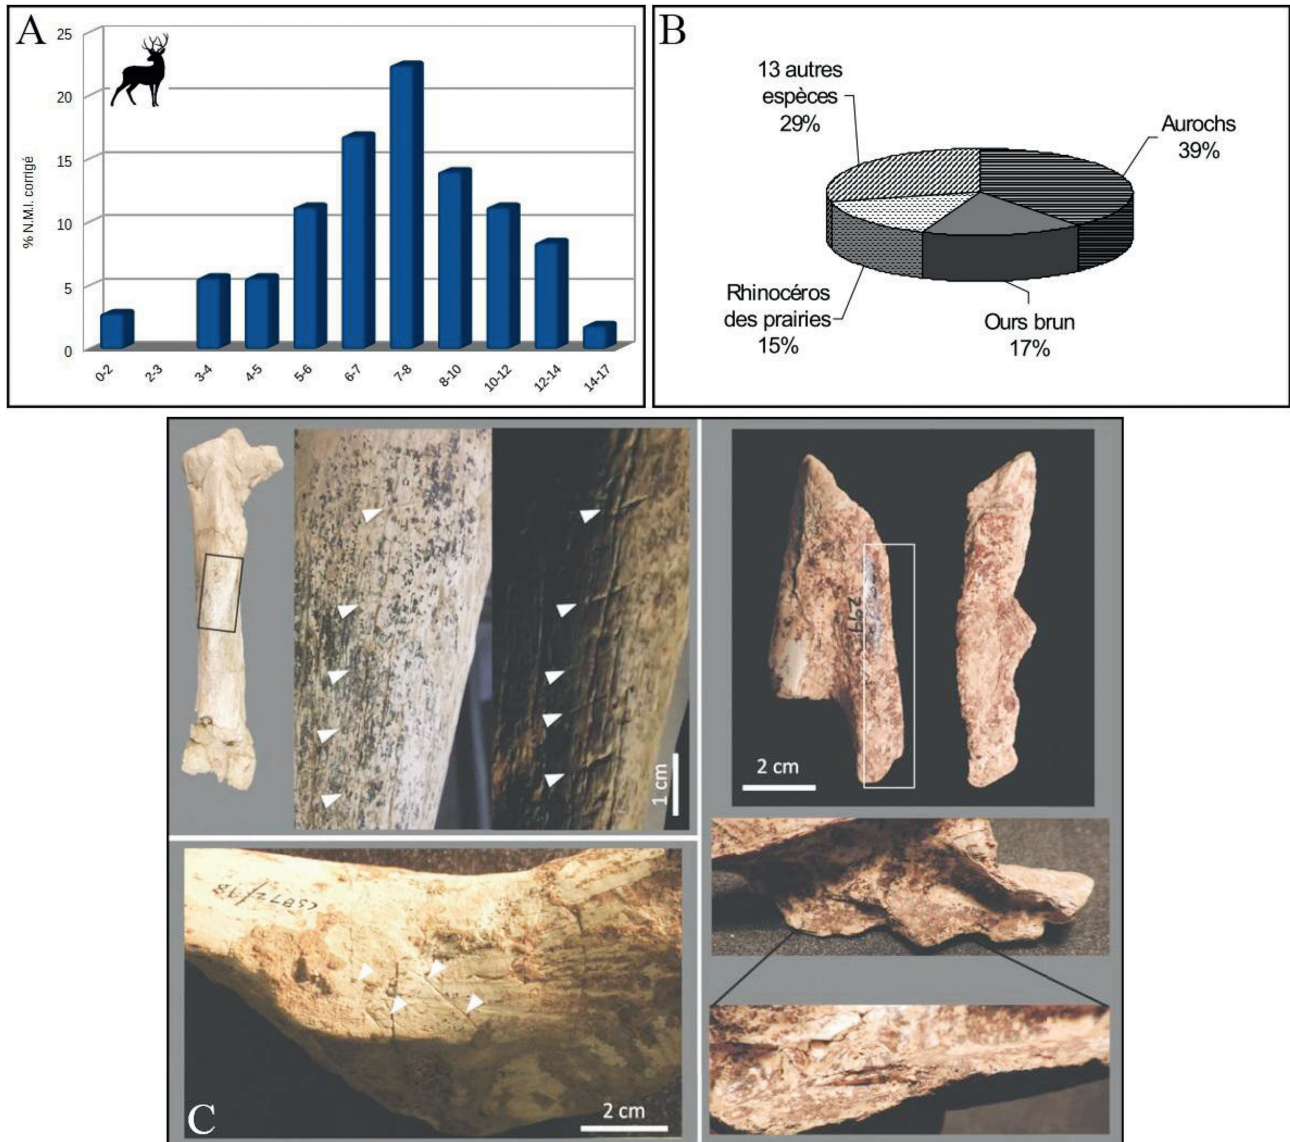 A
25
20
15
10
5
0
% N.M.I. corrigé
0-2
2-3
3-4
4-5
5-6
6-7
7-8
8-10
10-12
12-14
14-17
B
13 autres
espèces
29%
Aurochs
39%
Rhinocéros
des prairies
15%
Ours brun
17%
1 cm
299
2 cm
C
2 cm